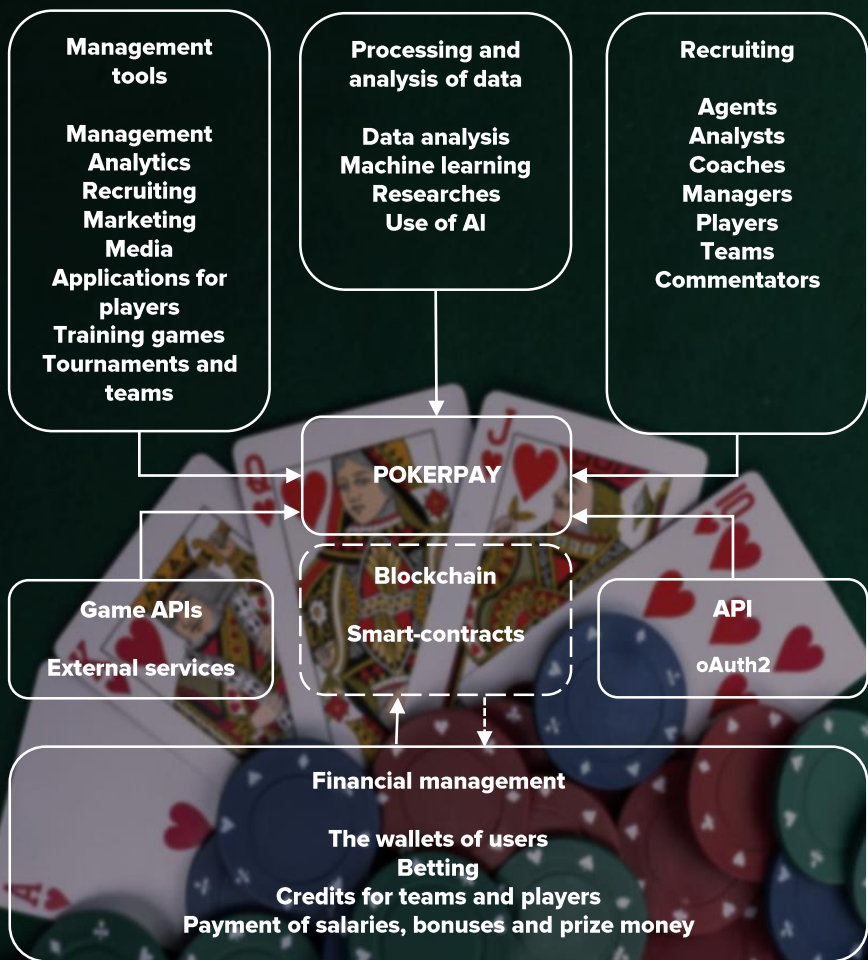 Management
tools
Management
Analytics
Recruiting
Marketing
Media
Applications for
players
Training games
Tournaments and
teams
Processing and
analysis of data
Data analysis
Machine learning
Researches
Use of AI
Recruiting
Agents
Analysts
Coaches
Managers
Players
Teams
Commentators
POKERPAY
Blockchain
Smart-contracts
Game APIs
External services
API
oAuth2
Financial management
The wallets of users
Betting
Credits for teams and players
Payment of salaries, bonuses and prize money
Q
J
10
K
A